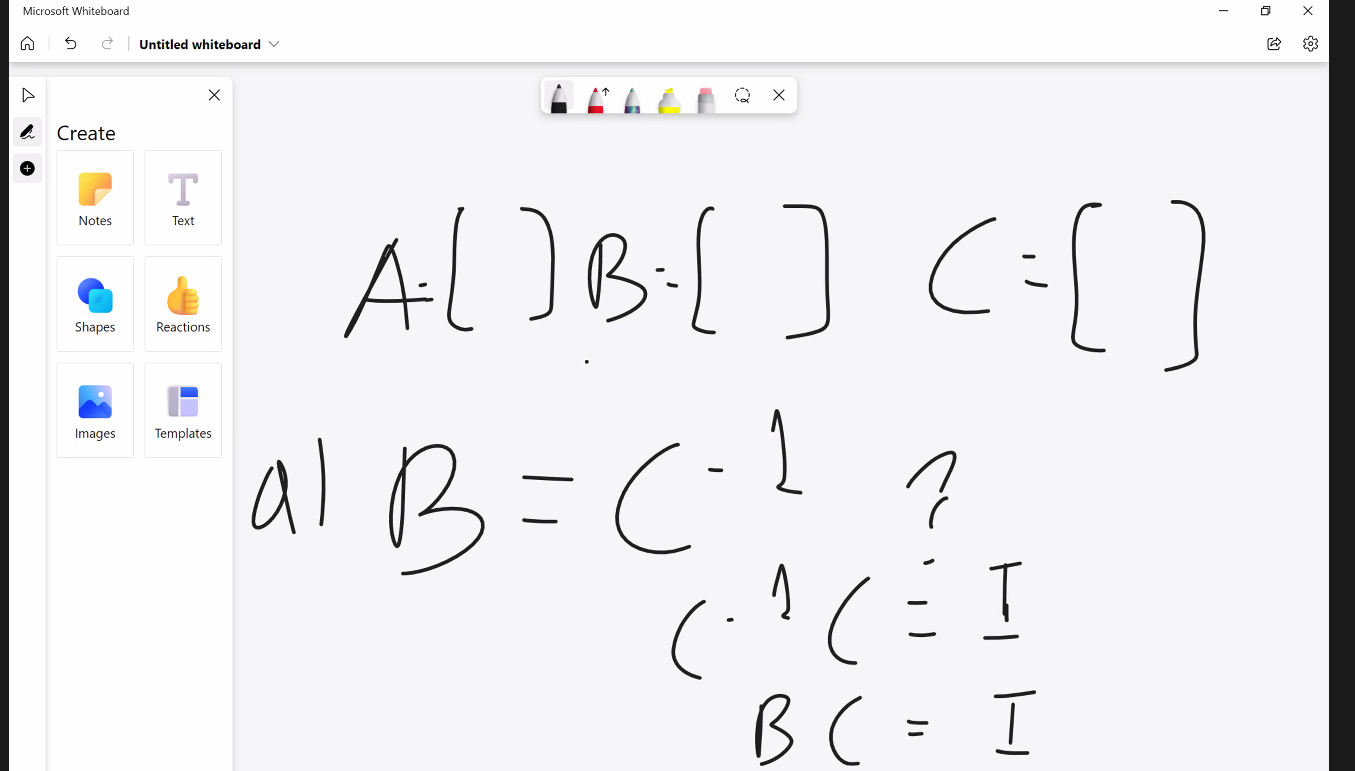 Microsoft Whiteboard
Untitled whiteboard
Create
Notes
Text
Shapes
Reactions
Images
Templates
A=[ ] B=[ ] C=[ ]
a) B = C-1 ?
C-1 C = I
B C = I